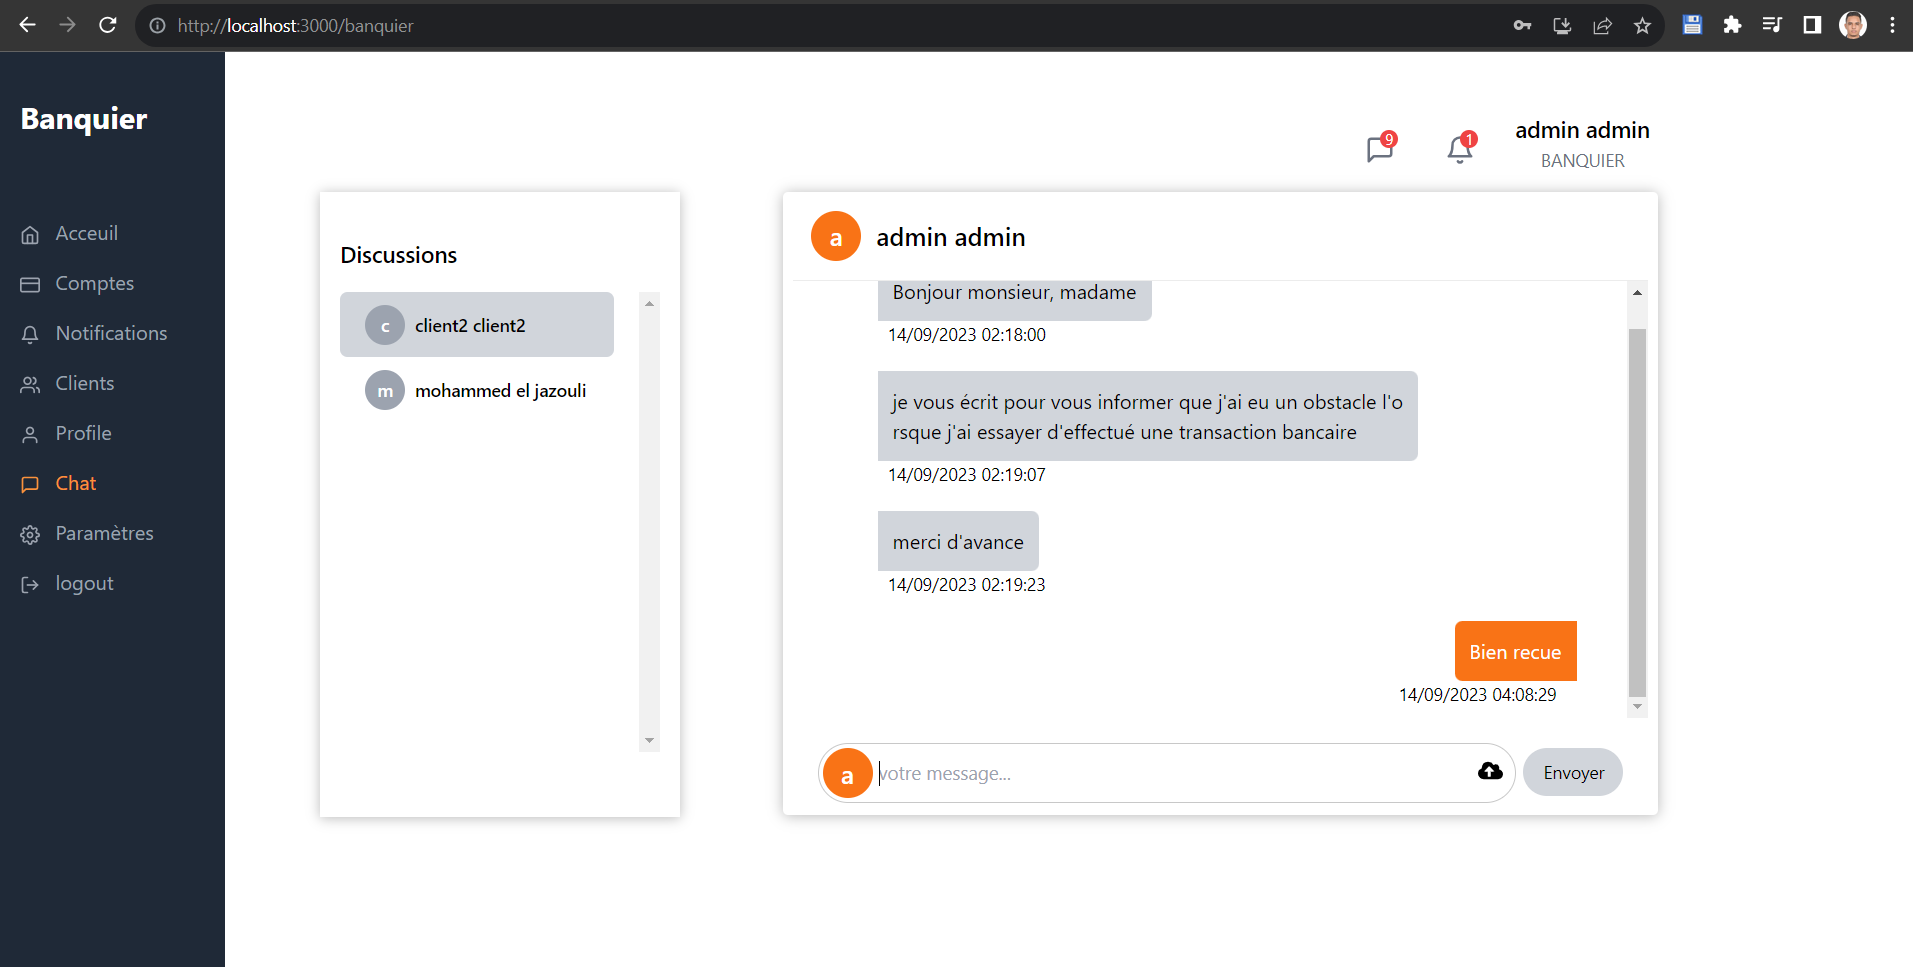 http://localhost:3000/banquier
Banquier
Acceuil
Comptes
Notifications
Clients
Profile
Chat
Paramètres
logout
9
1
admin admin
BANQUIER
Discussions
c
client2 client2
m
mohammed el jazouli
a
admin admin
Bonjour monsieur, madame
14/09/2023 02:18:00
je vous écrit pour vous informer que j'ai eu un obstacle l'o
rsque j'ai essayer d'effectué une transaction bancaire
14/09/2023 02:19:07
merci d'avance
14/09/2023 02:19:23
Bien recue
14/09/2023 04:08:29
a
votre message...
Envoyer